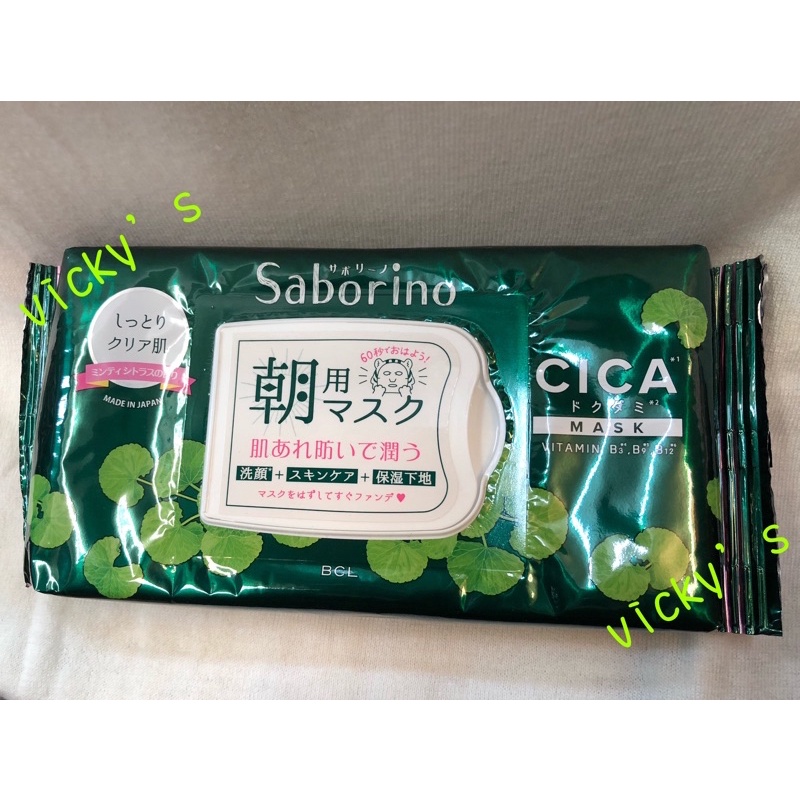 vicky's
サボリーノ
Saborino
しっとり
クリア肌
ミンティシトラスの香り
MADE IN JAPAN
60秒でおはよう!
朝用マスク
肌あれ防いで潤う
洗顔*+スキンケア+保湿下地
マスクをはずしてすぐファンデ♥
BCL
CICA*1
ドクダミ*2
MASK
VITAMIN B3, B9, B12
vicky's